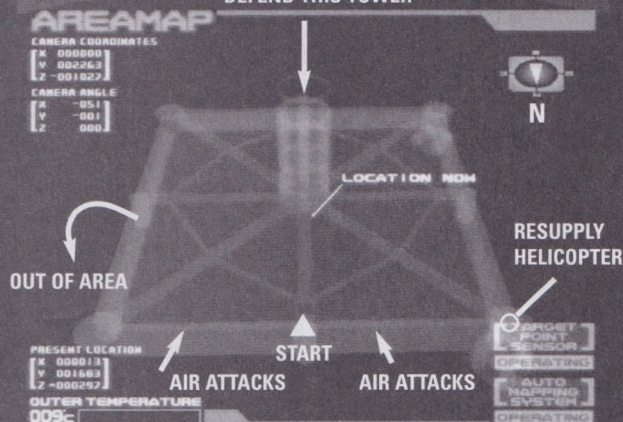 DEFEND THIS TOWER
AREAMAP
CAMERA COORDINATES
X 000000
Y 002263
Z -001027
CAMERA ANGLE
X -051
Y -001
Z 000
N
LOCATION NOW
OUT OF AREA
RESUPPLY
HELICOPTER
TARGET
POINT
SENSOR
OPERATING
START
AIR ATTACKS
AIR ATTACKS
PRESENT LOCATION
X 000013
Y 001683
Z -000297
AUTO
MAPPING
SYSTEM
OPERATING
OUTER TEMPERATURE
009°c